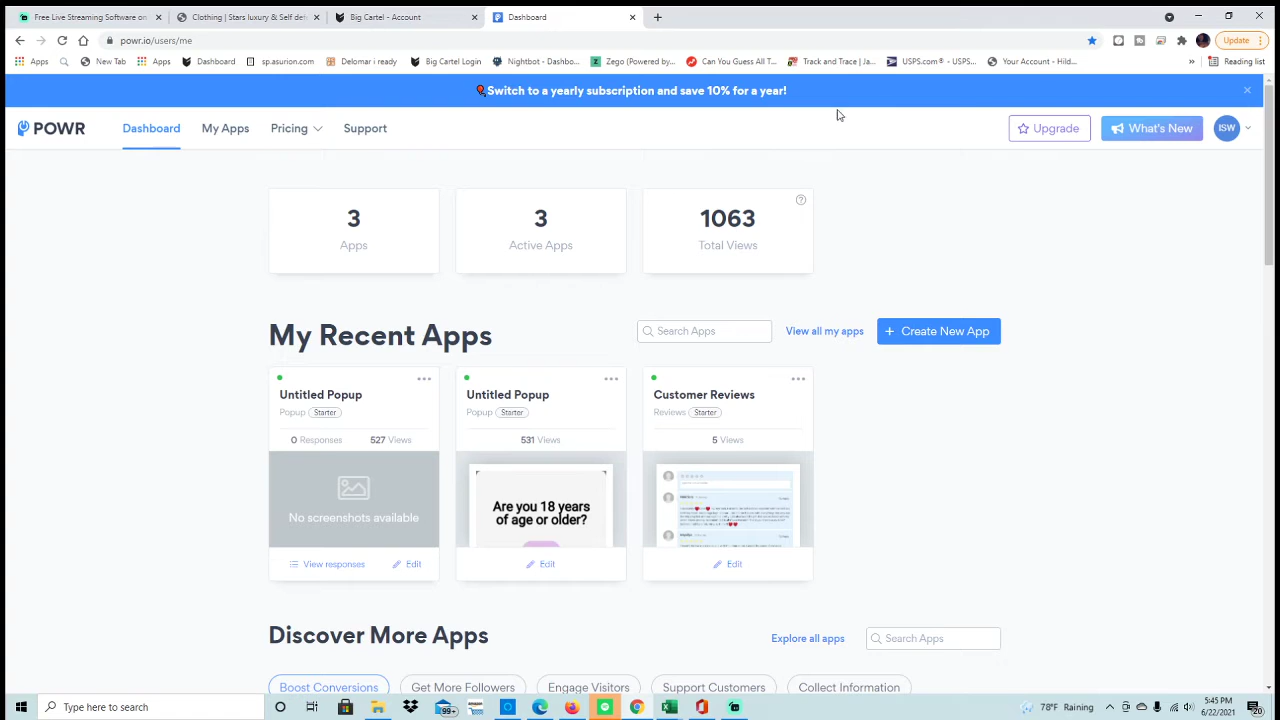 Free Live Streaming Software on
Clothing | Stars luxury & Self def
Big Cartel - Account
Dashboard
powr.io/users/me
Update
Apps
New Tab
Apps
Dashboard
sp.asurion.com
Delomar i ready
Big Cartel Login
Nightbot - Dashbo...
Zego (Powered by...
Can You Guess All T...
Track and Trace | Ja...
USPS.com® - USPS...
Your Account - Hild...
»
Reading list
Switch to a yearly subscription and save 10% for a year!
POWR
Dashboard
My Apps
Pricing
Support
Upgrade
What's New
ISW
3
Apps
3
Active Apps
1063
Total Views
My Recent Apps
Search Apps
View all my apps
+ Create New App
Untitled Popup
Popup Starter
0 Responses 527 Views
No screenshots available
View responses
Edit
Untitled Popup
Popup Starter
531 Views
Are you 18 years
of age or older?
Edit
Customer Reviews
Reviews Starter
5 Views
Edit
Discover More Apps
Explore all apps
Search Apps
Boost Conversions
Get More Followers
Engage Visitors
Support Customers
Collect Information
Type here to search
99+
78°F Raining
5:45 PM
6/22/2021
20